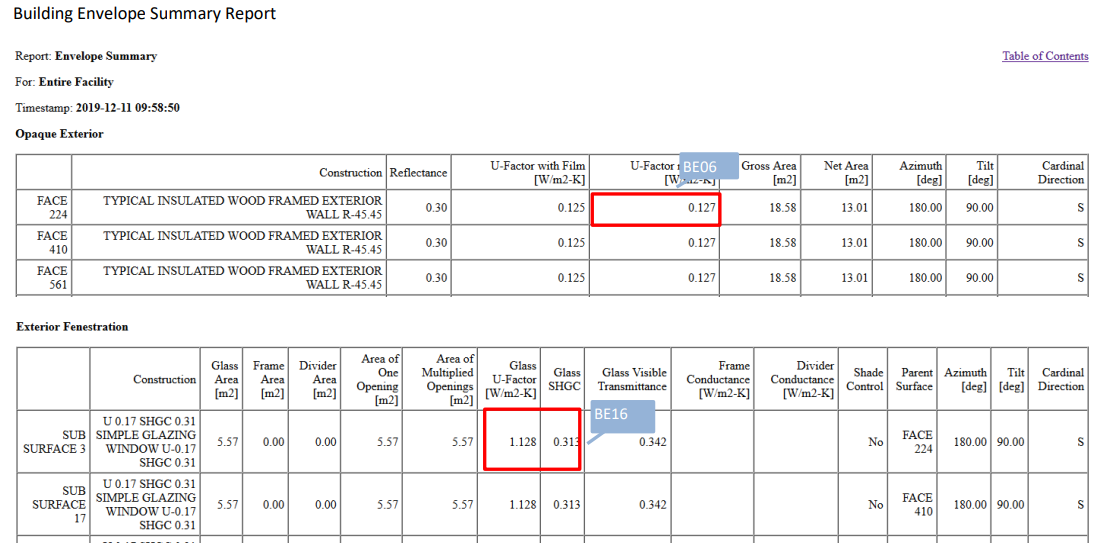 Building Envelope Summary Report
Report: Envelope Summary
Table of Contents
For: Entire Facility
Timestamp: 2019-12-11 09:58:50
Opaque Exterior
Construction Reflectance U-Factor with Film [W/m2-K] U-Factor [W/m2-K] BE06 Gross Area [m2] Net Area [m2] Azimuth [deg] Tilt [deg] Cardinal Direction
FACE 224 TYPICAL INSULATED WOOD FRAMED EXTERIOR WALL R-45.45 0.30 0.125 0.127 18.58 13.01 180.00 90.00 S
FACE 410 TYPICAL INSULATED WOOD FRAMED EXTERIOR WALL R-45.45 0.30 0.125 0.127 18.58 13.01 180.00 90.00 S
FACE 561 TYPICAL INSULATED WOOD FRAMED EXTERIOR WALL R-45.45 0.30 0.125 0.127 18.58 13.01 180.00 90.00 S
Exterior Fenestration
Construction Glass Area [m2] Frame Area [m2] Divider Area [m2] Area of One Opening [m2] Area of Multiplied Openings [m2] Glass U-Factor [W/m2-K] Glass SHGC Glass Visible Transmittance Frame Conductance [W/m2-K] Divider Conductance [W/m2-K] Shade Control Parent Surface Azimuth [deg] Tilt [deg] Cardinal Direction
BE16
SUB SURFACE 3 U 0.17 SHGC 0.31 SIMPLE GLAZING WINDOW U-0.17 SHGC 0.31 5.57 0.00 0.00 5.57 5.57 1.128 0.313 0.342 No FACE 224 180.00 90.00 S
SUB SURFACE 17 U 0.17 SHGC 0.31 SIMPLE GLAZING WINDOW U-0.17 SHGC 0.31 5.57 0.00 0.00 5.57 5.57 1.128 0.313 0.342 No FACE 410 180.00 90.00 S